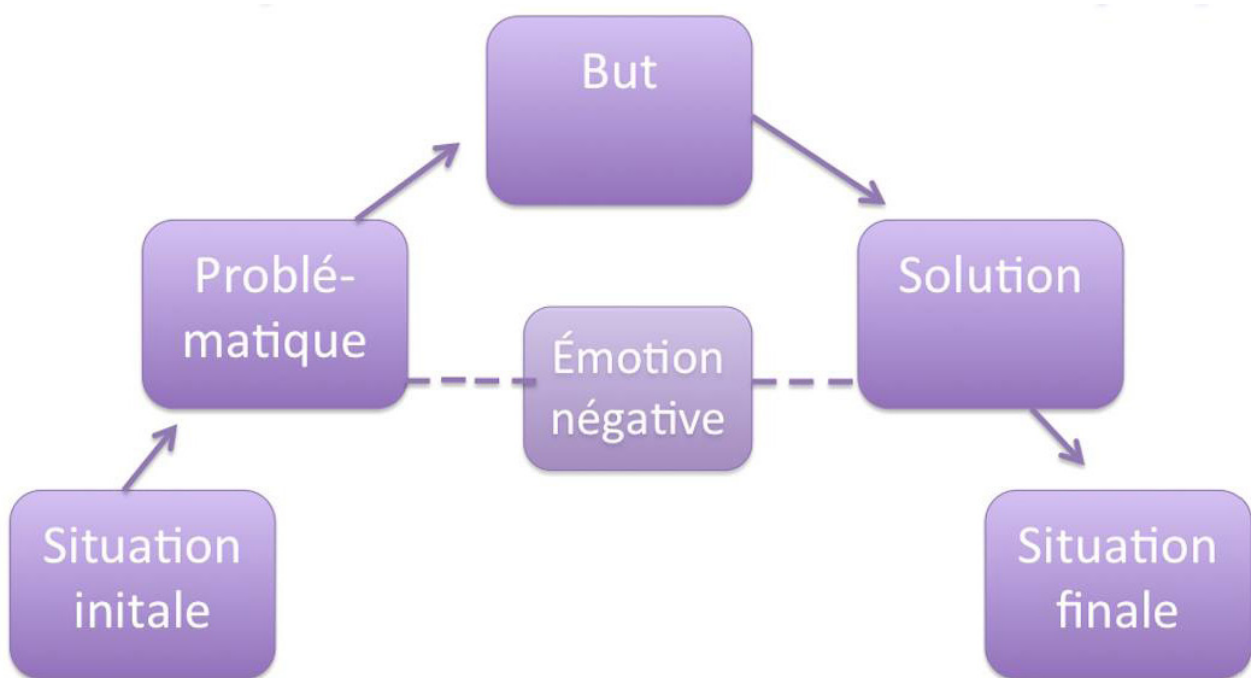 But
Problé-
matique
Solution
Émotion
négative
Situation
initale
Situation
finale